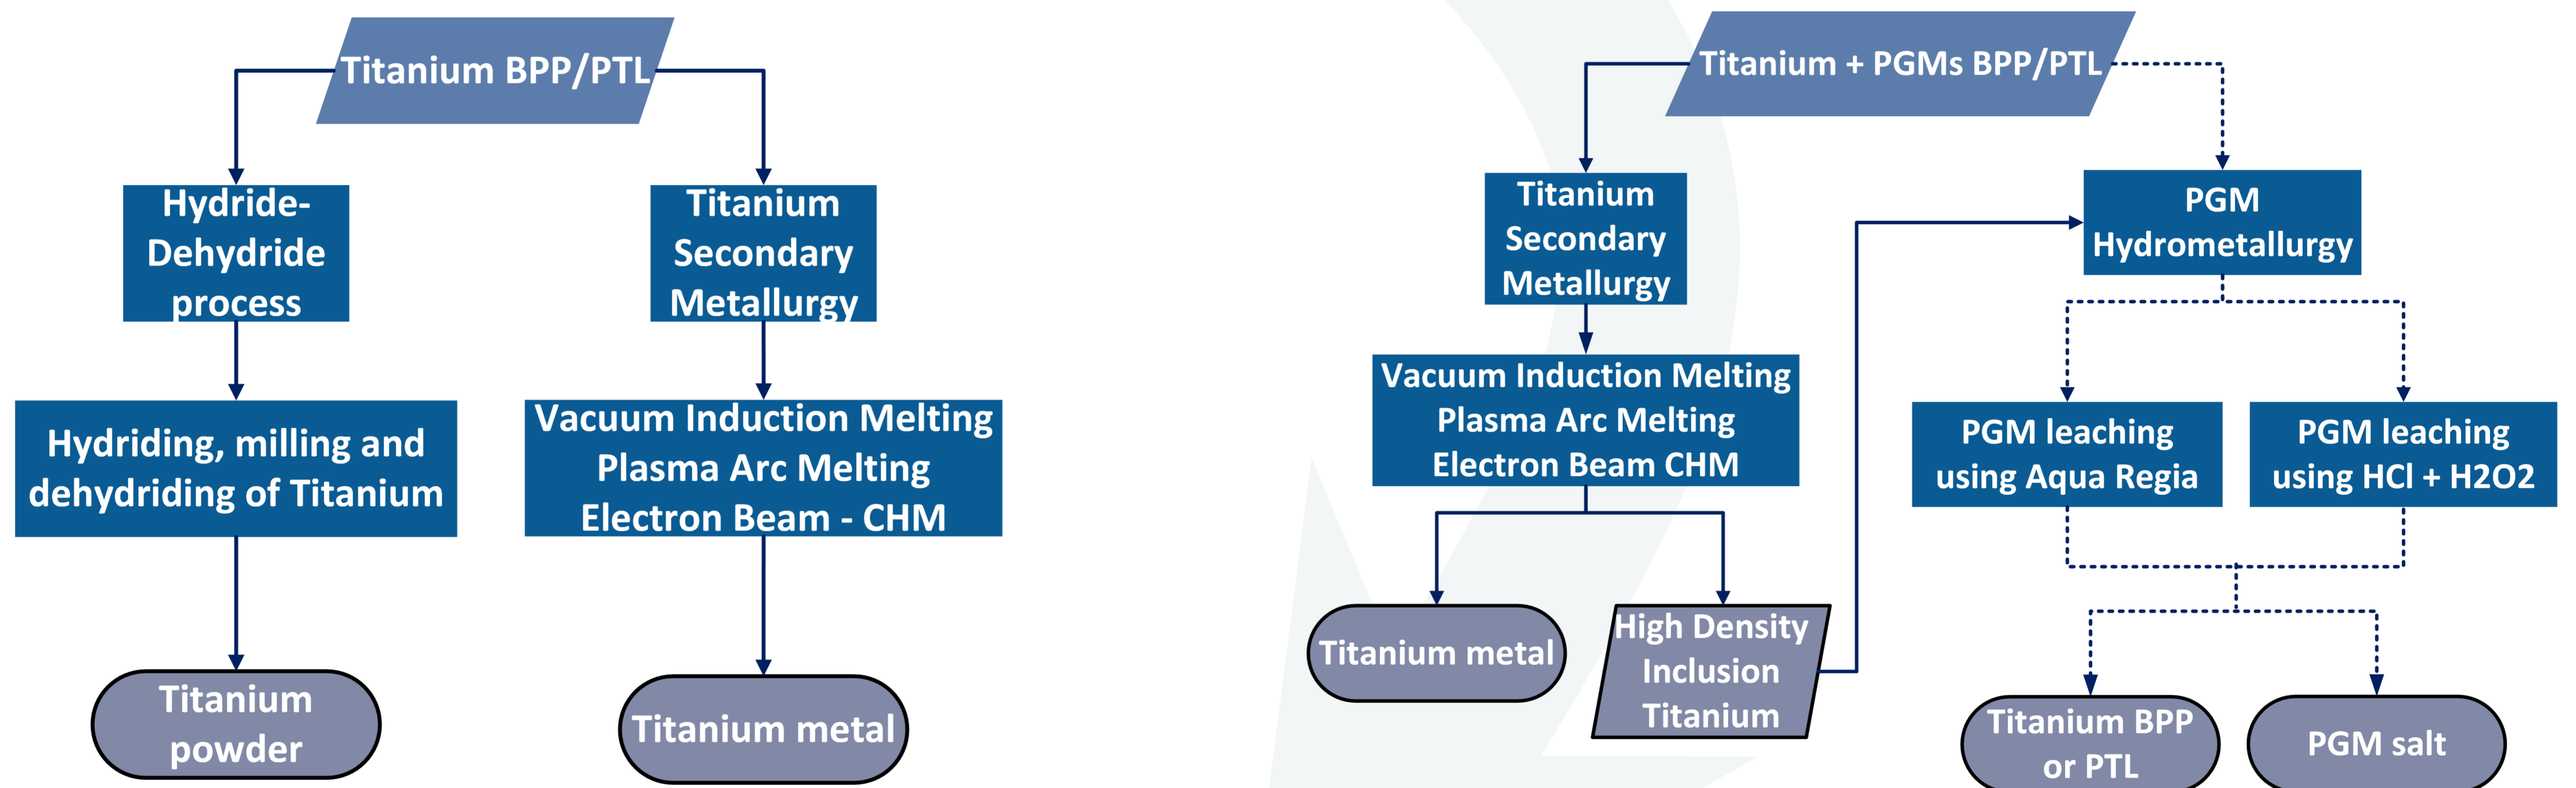 Titanium BPP/PTL
Hydride-
Dehydride
process
Titanium
Secondary
Metallurgy
Hydriding, milling and
dehydriding of Titanium
Vacuum Induction Melting
Plasma Arc Melting
Electron Beam - CHM
Titanium
powder
Titanium metal
Titanium + PGMs BPP/PTL
Titanium
Secondary
Metallurgy
PGM
Hydrometallurgy
Vacuum Induction Melting
Plasma Arc Melting
Electron Beam CHM
PGM leaching
using Aqua Regia
PGM leaching
using HCl + H2O2
Titanium metal
High Density
Inclusion
Titanium
Titanium BPP
or PTL
PGM salt